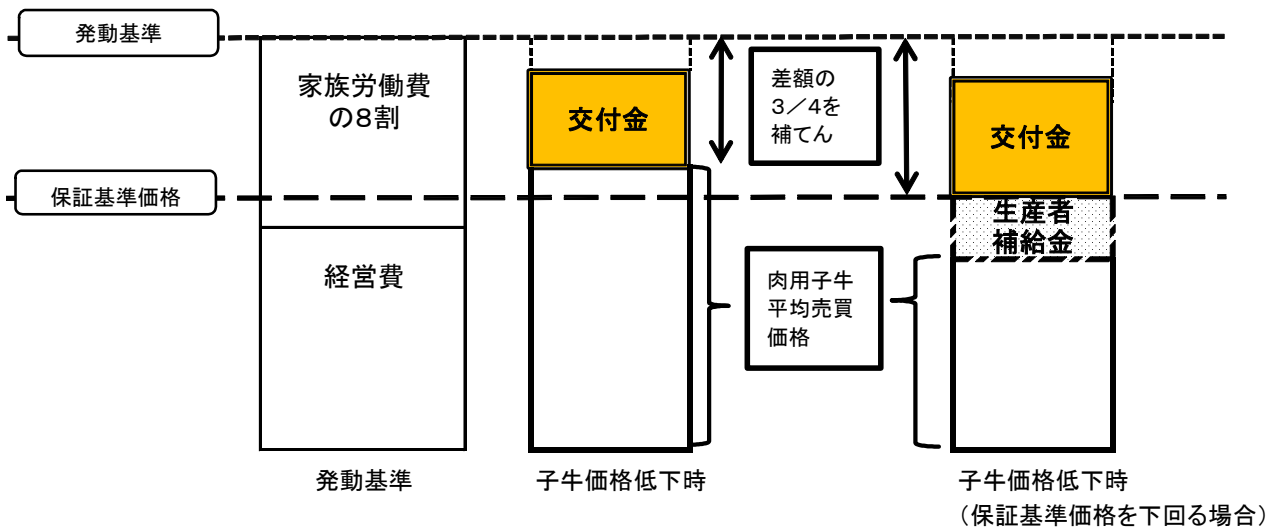 発動基準
家族労働費
の8割
交付金
差額の
3/4を
補てん
交付金
保証基準価格
生産者
補給金
経営費
肉用子牛
平均売買
価格
発動基準
子牛価格低下時
子牛価格低下時
(保証基準価格を下回る場合)